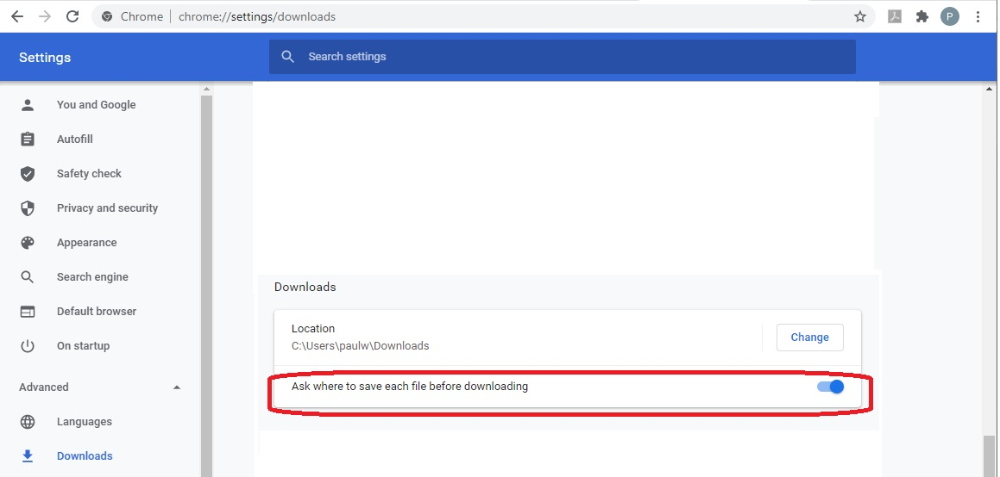 Chrome | chrome://settings/downloads
P
Settings
Search settings
You and Google
Autofill
Safety check
Privacy and security
Appearance
Search engine
Default browser
On startup
Advanced
Languages
Downloads
Downloads
Location
C:\Users\paulw\Downloads
Change
Ask where to save each file before downloading